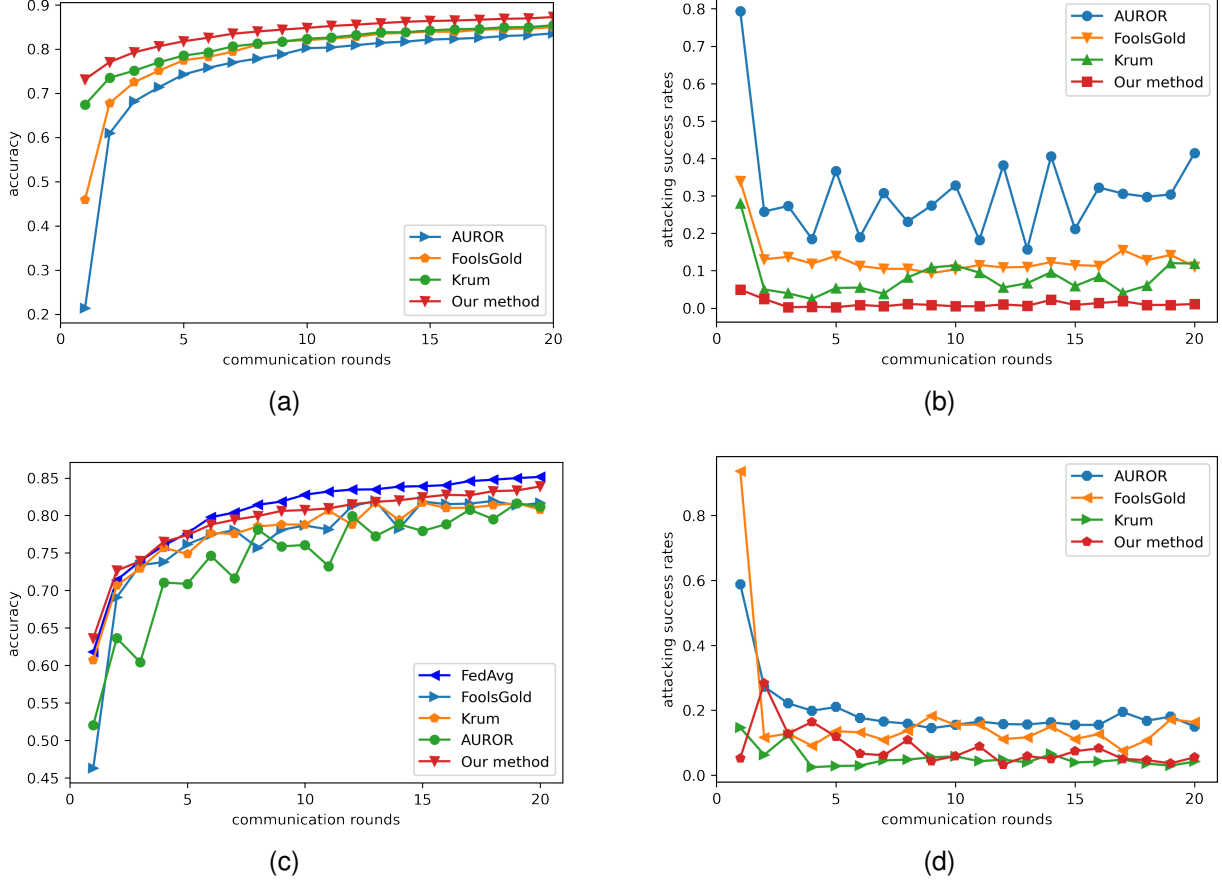 0.9
0.8
0.7
0.6
0.5
0.4
0.3
0.2
accuracy
0
5
10
15
20
communication rounds
AUROR
FoolsGold
Krum
Our method
(a)
0.8
0.7
0.6
0.5
0.4
0.3
0.2
0.1
0.0
attacking success rates
0
5
10
15
20
communication rounds
AUROR
FoolsGold
Krum
Our method
(b)
0.85
0.80
0.75
0.70
0.65
0.60
0.55
0.50
0.45
accuracy
0
5
10
15
20
communication rounds
FedAvg
FoolsGold
Krum
AUROR
Our method
(c)
0.8
0.6
0.4
0.2
0.0
attacking success rates
0
5
10
15
20
communication rounds
AUROR
FoolsGold
Krum
Our method
(d)